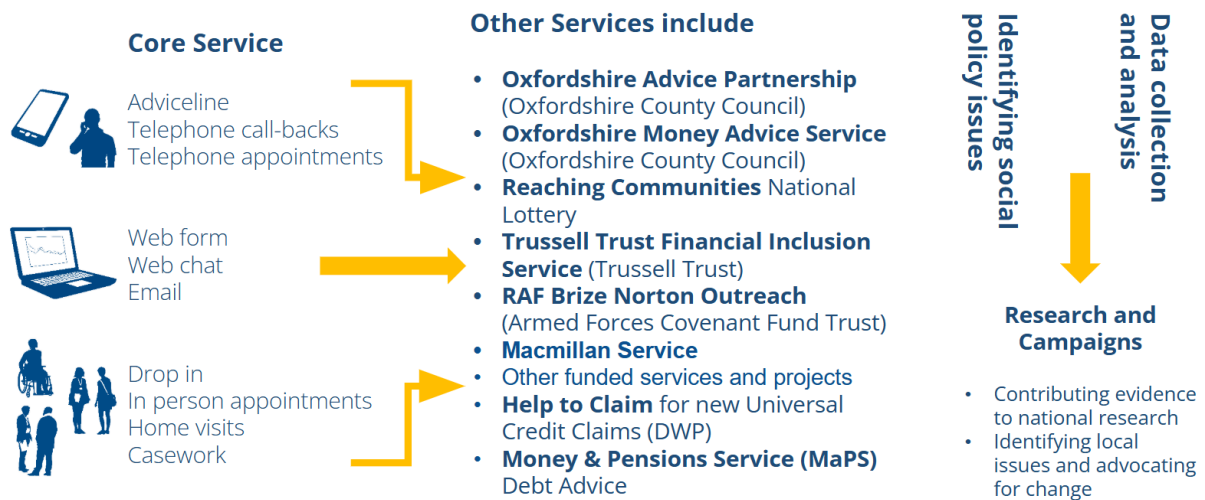 Core Service
Adviceline
Telephone call-backs
Telephone appointments
Web form
Web chat
Email
Drop in
In person appointments
Home visits
Casework
Other Services include
• Oxfordshire Advice Partnership
(Oxfordshire County Council)
• Oxfordshire Money Advice Service
(Oxfordshire County Council)
• Reaching Communities National
Lottery
• Trussell Trust Financial Inclusion
Service (Trussell Trust)
• RAF Brize Norton Outreach
(Armed Forces Covenant Fund Trust)
• Macmillan Service
• Other funded services and projects
• Help to Claim for new Universal
Credit Claims (DWP)
• Money & Pensions Service (MaPS)
Debt Advice
Identifying social
policy issues
Data collection
and analysis
Research and
Campaigns
• Contributing evidence
to national research
• Identifying local
issues and advocating
for change